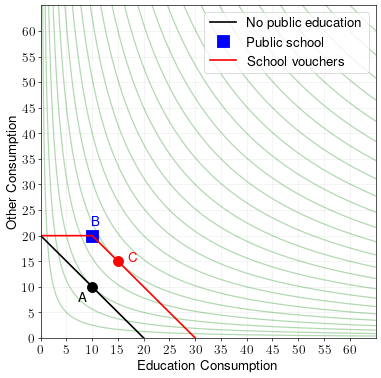 No public education
Public school
School vouchers
60
55
50
45
40
35
30
25
20
15
10
5
0
Other Consumption
B
C
A
0 5 10 15 20 25 30 35 40 45 50 55 60
Education Consumption